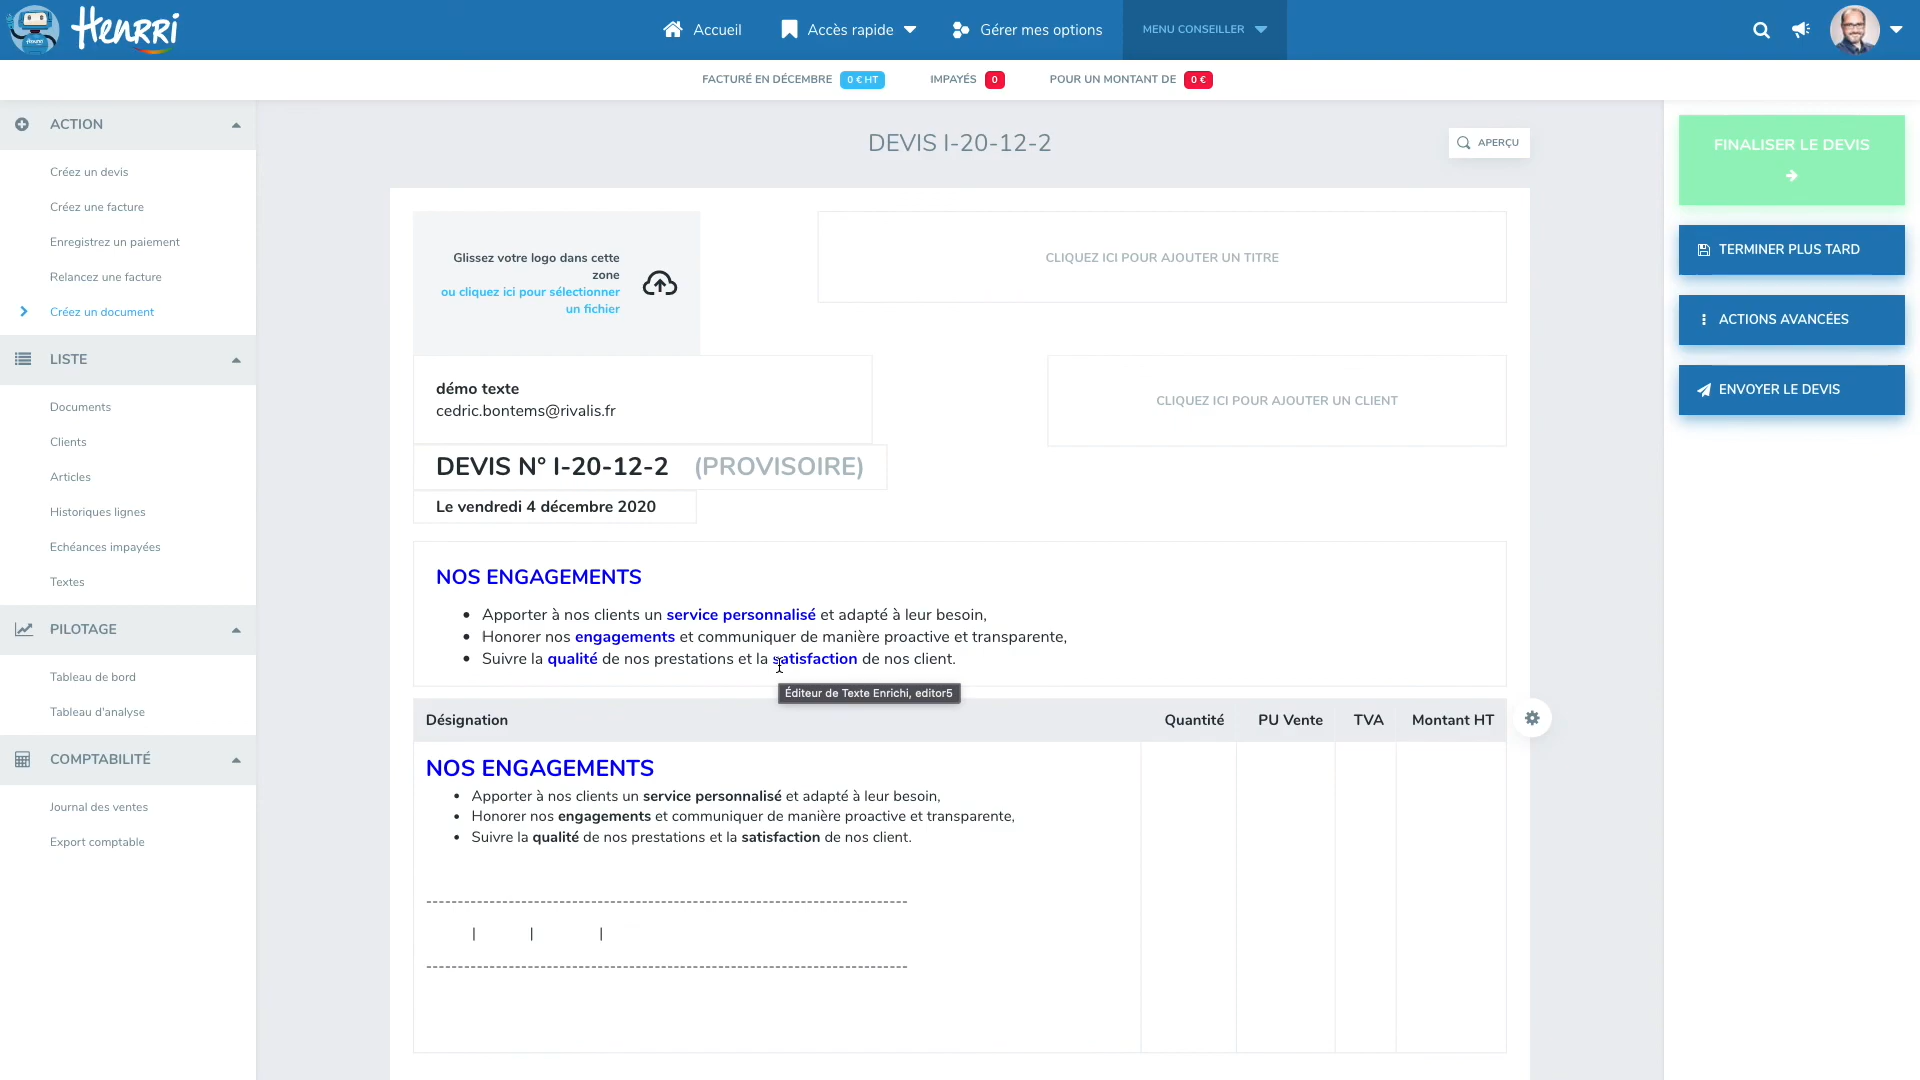 Henrri
Accueil
Accès rapide
Gérer mes options
MENU CONSEILLER
FACTURÉ EN DÉCEMBRE 0 € HT
IMPAYÉS 0
POUR UN MONTANT DE 0 €
ACTION
Créez un devis
Créez une facture
Enregistrez un paiement
Relancez une facture
Créez un document
LISTE
Documents
Clients
Articles
Historiques lignes
Echéances impayées
Textes
PILOTAGE
Tableau de bord
Tableau d'analyse
COMPTABILITÉ
Journal des ventes
Export comptable
DEVIS I-20-12-2
APERÇU
Glissez votre logo dans cette
zone
ou cliquez ici pour sélectionner
un fichier
CLIQUEZ ICI POUR AJOUTER UN TITRE
démo texte
cedric.bontems@rivalis.fr
CLIQUEZ ICI POUR AJOUTER UN CLIENT
DEVIS N° I-20-12-2 (PROVISOIRE)
Le vendredi 4 décembre 2020
NOS ENGAGEMENTS
• Apporter à nos clients un service personnalisé et adapté à leur besoin,
• Honorer nos engagements et communiquer de manière proactive et transparente,
• Suivre la qualité de nos prestations et la satisfaction de nos client.
Éditeur de Texte Enrichi, editor5
Désignation Quantité PU Vente TVA Montant HT
NOS ENGAGEMENTS
• Apporter à nos clients un service personnalisé et adapté à leur besoin,
• Honorer nos engagements et communiquer de manière proactive et transparente,
• Suivre la qualité de nos prestations et la satisfaction de nos client.
-----------------------------------------------------------------------------
| | |
-----------------------------------------------------------------------------
FINALISER LE DEVIS
TERMINER PLUS TARD
ACTIONS AVANCÉES
ENVOYER LE DEVIS